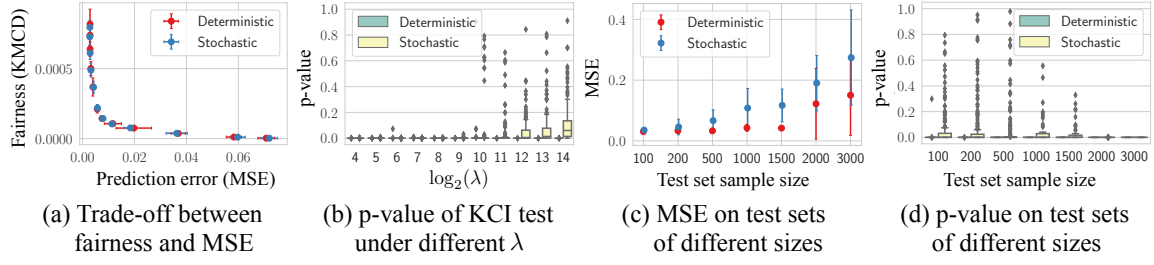 Fairness (KMCD)
0.0005
0.0000
Deterministic
Stochastic
0.00 0.02 0.04 0.06
Prediction error (MSE)
(a) Trade-off between
fairness and MSE
p-value
1.0
0.8
0.6
0.4
0.2
0.0
Deterministic
Stochastic
4 5 6 7 8 9 10 11 12 13 14
log₂(λ)
(b) p-value of KCI test
under different λ
MSE
0.4
0.2
0.0
Deterministic
Stochastic
100 200 500 1000 1500 2000 3000
Test set sample size
(c) MSE on test sets
of different sizes
p-value
1.0
0.8
0.6
0.4
0.2
0.0
Deterministic
Stochastic
100 200 500 1000 1500 2000 3000
Test set sample size
(d) p-value on test sets
of different sizes